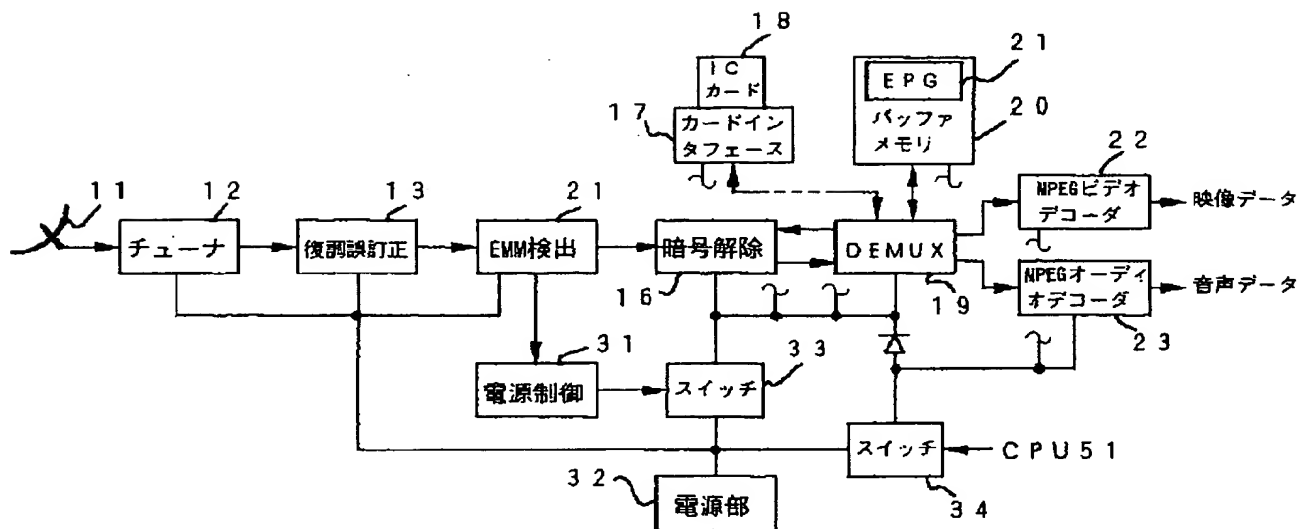 18
21
IC
カード
EPG
17
カードイン
タフェース
バッファ
メモリ
20
22
11
12
13
21
NPEGビデオ
デコーダ
映像データ
チューナ
復調誤訂正
EMM検出
暗号解除
DEMUX
NPEGオーディ
オデコーダ
音声データ
16
19
23
31
33
電源制御
スイッチ
スイッチ
CPU51
32
電源部
34